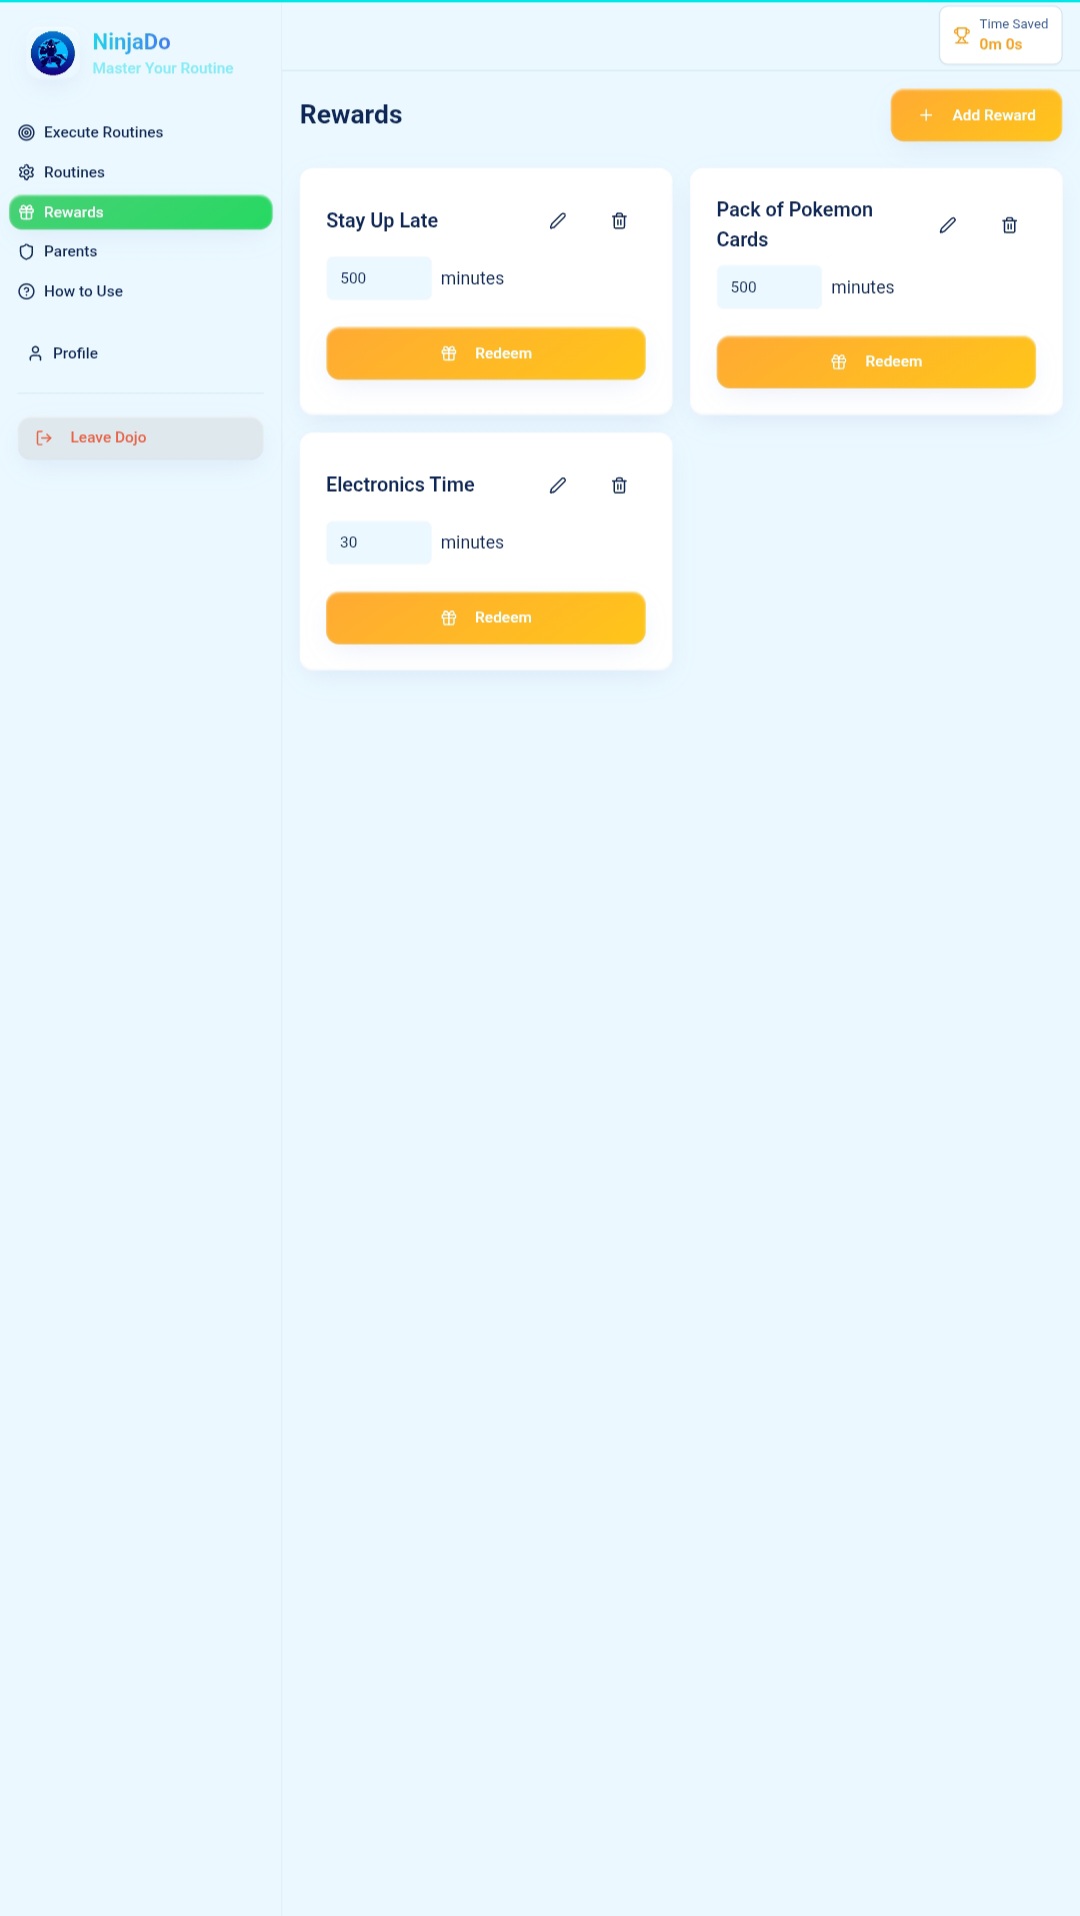 NinjaDo
Master Your Routine
Execute Routines
Routines
Rewards
Parents
How to Use
Profile
Leave Dojo
Time Saved
0m 0s
Rewards
Add Reward
Stay Up Late
500 minutes
Redeem
Pack of Pokemon
Cards
500 minutes
Redeem
Electronics Time
30 minutes
Redeem